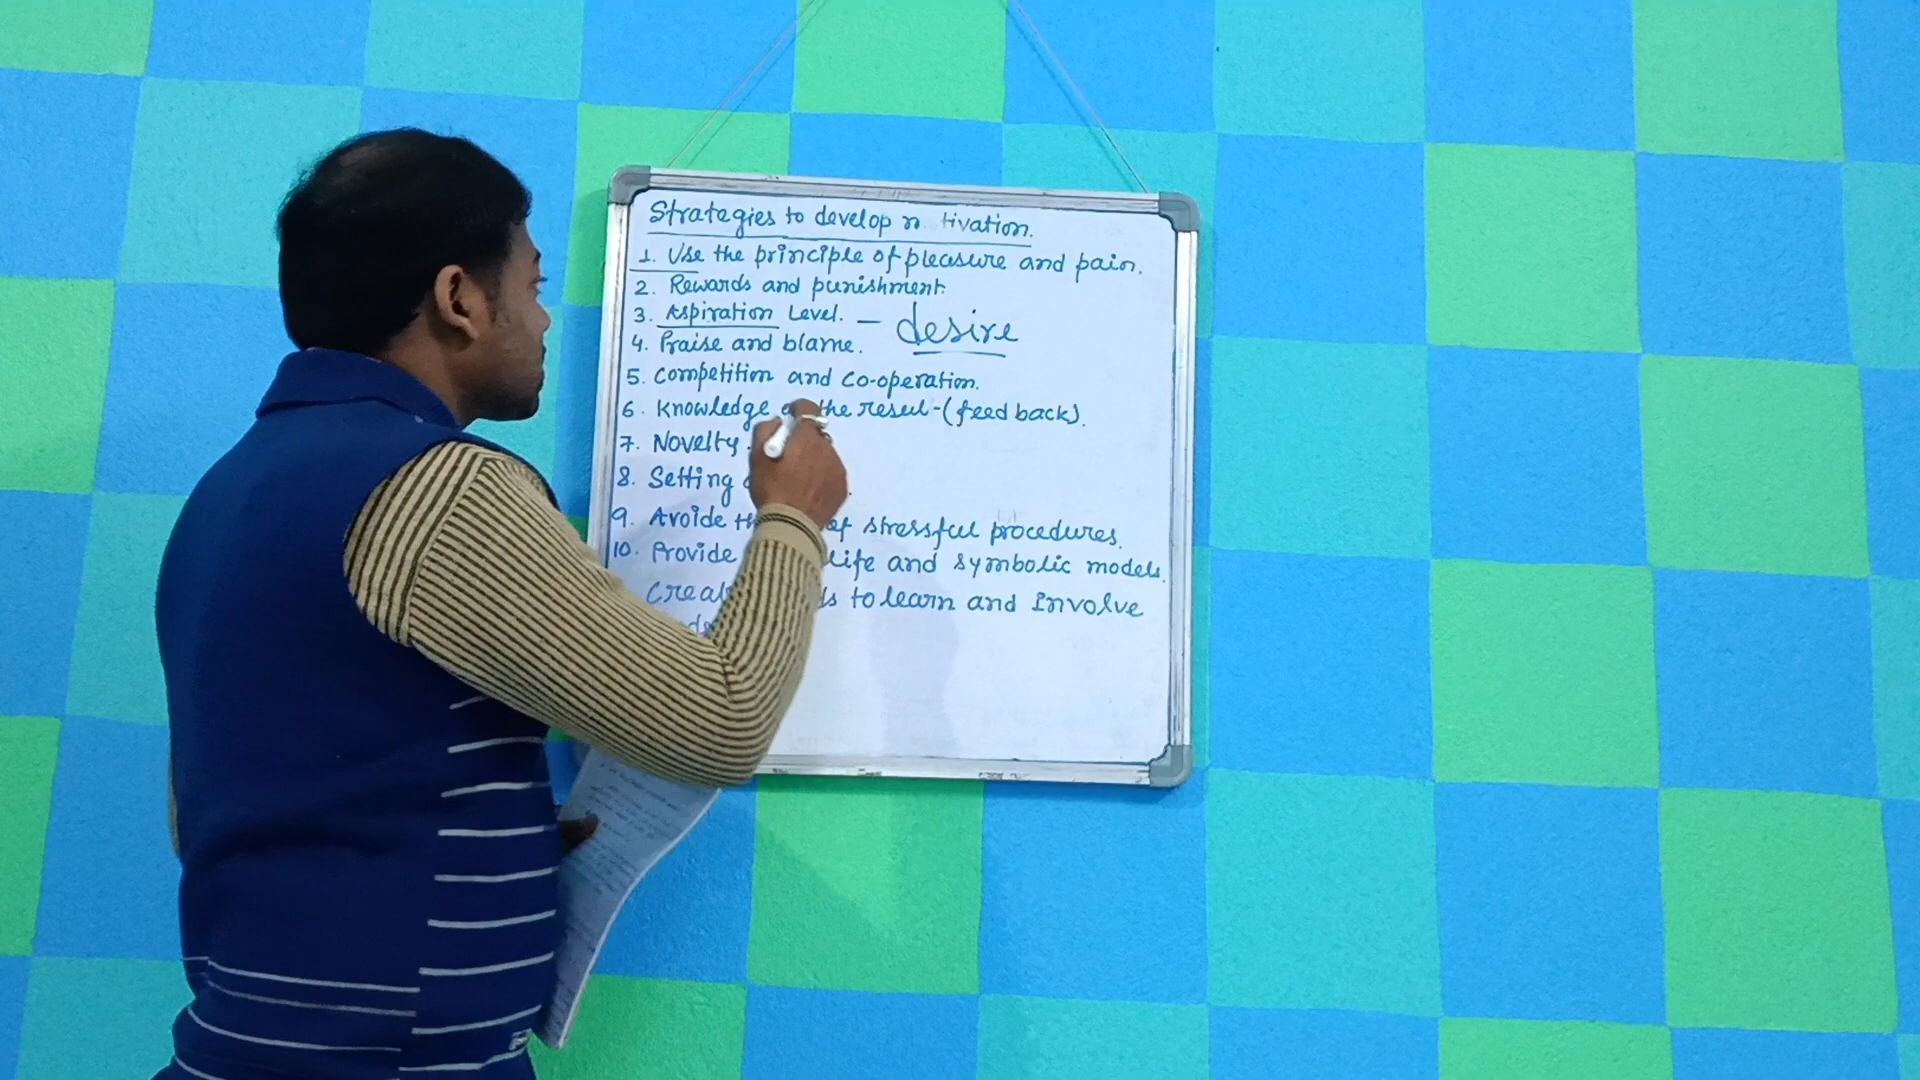 Strategies to develop m tivation.
1. Use the principle of pleasure and pain.
2. Rewards and punishment.
3. Aspiration Level. — desire
4. Praise and blame.
5. Competition and Co-operation.
6. Knowledge the resul-(feed back).
7. Novelty
8. Setting
9. Avoide of stressful procedures.
10. Provide life and symbolic models.
to learn and Involve